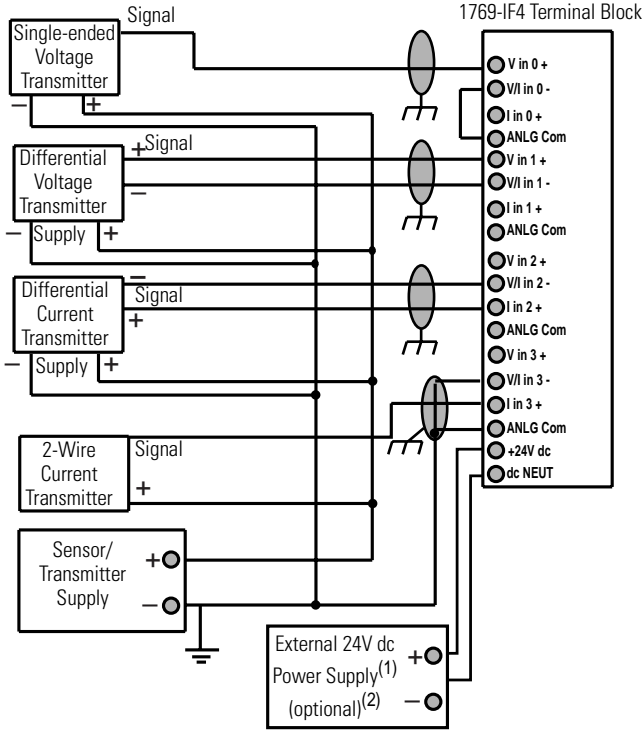 1769-IF4 Terminal Block
Signal
Single-ended
Voltage
Transmitter
− +
V in 0 +
V/I in 0 -
I in 0 +
ANLG Com
V in 1 +
V/I in 1 -
I in 1 +
ANLG Com
V in 2 +
V/I in 2 -
I in 2 +
ANLG Com
V in 3 +
V/I in 3 -
I in 3 +
ANLG Com
+24V dc
dc NEUT
+ Signal
Differential
Voltage
Transmitter
−
− Supply +
−
Differential
Current
Transmitter
Signal
+
− Supply +
2-Wire
Current
Transmitter
Signal
+
Sensor/
Transmitter
Supply
+
−
External 24V dc
Power Supply(1)
(optional)(2)
+
−